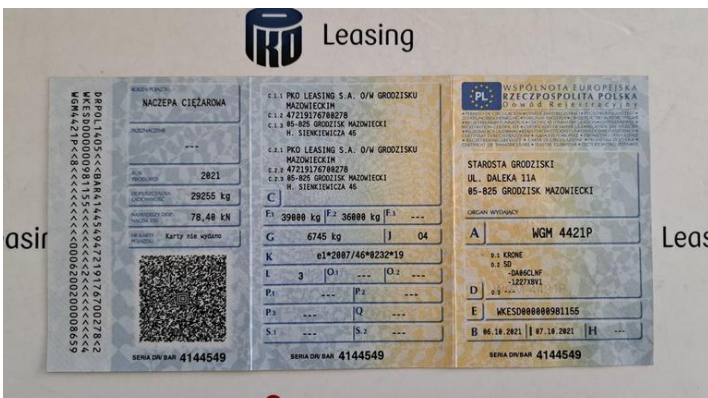 PKO Leasing
NACZEPA CIĘŻAROWA
---
2021
29255 kg
78,40 kN
Karty nie wydano
SERIA DR/BAR 4144549
C.1.1 PKO LEASING S.A. O/W GRODZISKU
MAZOWIECKIM
C.1.2 47219176700278
C.1.3 05-825 GRODZISK MAZOWIECKI
H. SIENKIEWICZA 45
C.2.1 PKO LEASING S.A. O/W GRODZISKU
MAZOWIECKIM
C.2.2 47219176700278
C.2.3 05-825 GRODZISK MAZOWIECKI
H. SIENKIEWICZA 45
C
F.1 39000 kg F.2 36000 kg F.3 ---
G 6745 kg J 04
K e1*2007/46*0232*19
L 3 O.1 --- O.2 ---
P.1 --- P.2 ---
P.3 --- Q ---
S.1 --- S.2 ---
SERIA DR/BAR 4144549
PL
WSPÓLNOTA EUROPEJSKA
RZECZPOSPOLITA POLSKA
Dowód Rejestracyjny
STAROSTA GRODZISKI
UL. DALEKA 11A
05-825 GRODZISK MAZOWIECKI
ORGAN WYDAJĄCY
A WGM 4421P
D.1 KRONE
D.2 SD
-DA06CLNF
-1227XBV1
D D.3 ---
E WKESD000000981155
B 06.10.2021 I 07.10.2021 H ---
SERIA DR/BAR 4144549
easing
Leas